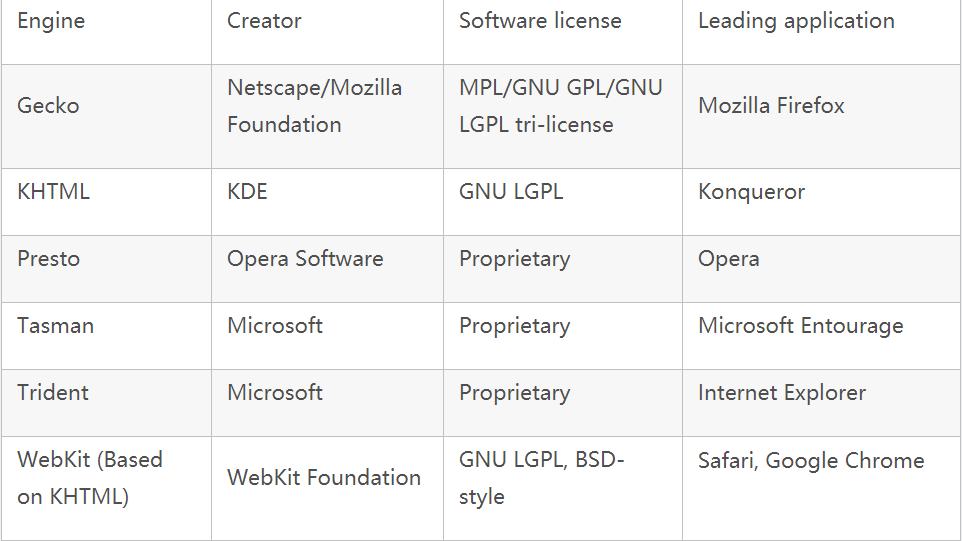 Engine Creator Software license Leading application
Gecko Netscape/Mozilla Foundation MPL/GNU GPL/GNU LGPL tri-license Mozilla Firefox
KHTML KDE GNU LGPL Konqueror
Presto Opera Software Proprietary Opera
Tasman Microsoft Proprietary Microsoft Entourage
Trident Microsoft Proprietary Internet Explorer
WebKit (Based on KHTML) WebKit Foundation GNU LGPL, BSD-style Safari, Google Chrome